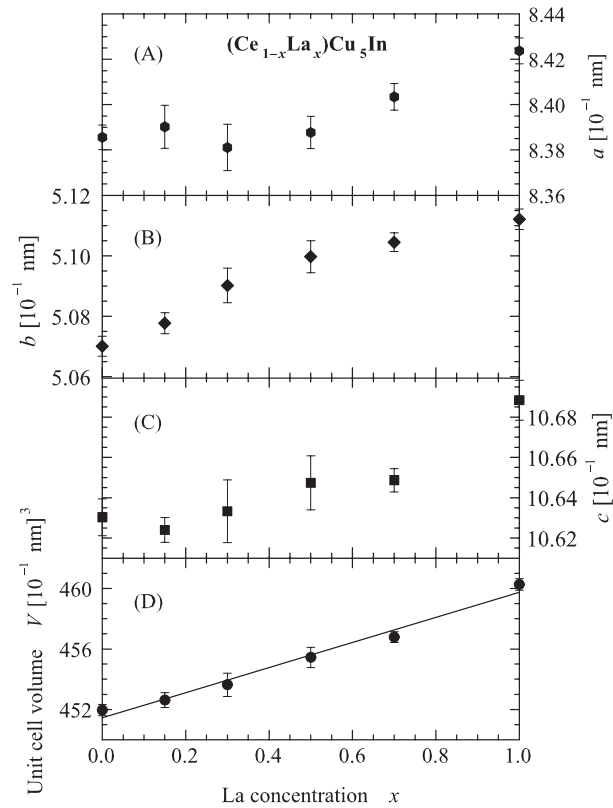 (Ce₁₋ₓLaₓ)Cu₅In
(A)
8.44
8.42
8.40
8.38
8.36
a [10⁻¹ nm]
(B)
5.12
5.10
5.08
5.06
b [10⁻¹ nm]
(C)
10.68
10.66
10.64
10.62
c [10⁻¹ nm]
(D)
460
456
452
Unit cell volume V [10⁻¹ nm]³
0.0 0.2 0.4 0.6 0.8 1.0
La concentration x